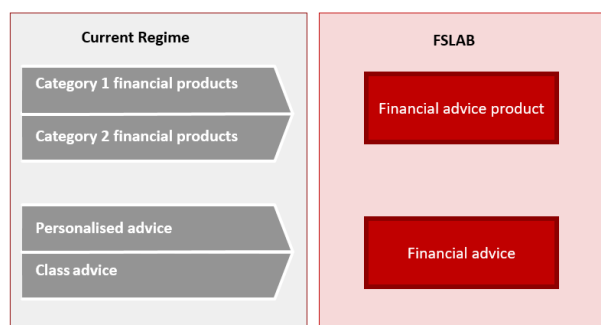 Current Regime
Category 1 financial products
Category 2 financial products
Personalised advice
Class advice
FSLAB
Financial advice product
Financial advice